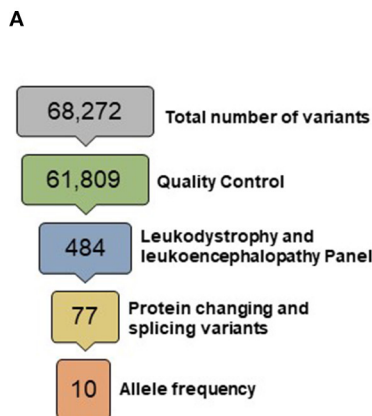 A
68,272
Total number of variants
61,809
Quality Control
484
Leukodystrophy and
leukoencephalopathy Panel
77
Protein changing and
splicing variants
10
Allele frequency